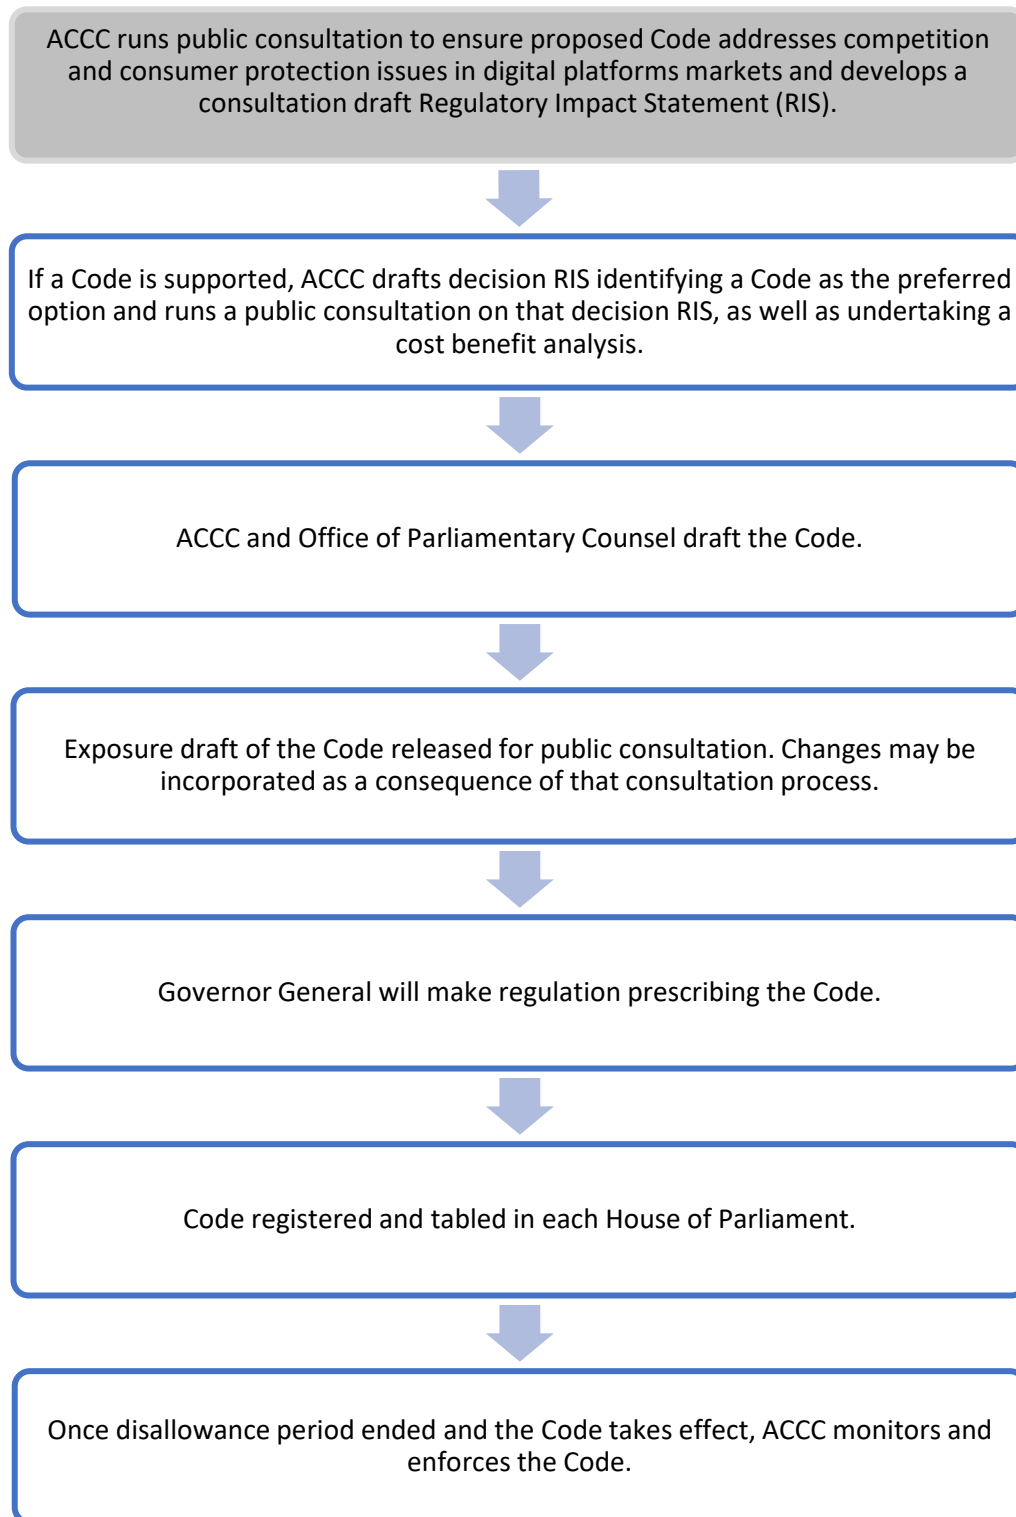 ACCC runs public consultation to ensure proposed Code addresses competition
and consumer protection issues in digital platforms markets and develops a
consultation draft Regulatory Impact Statement (RIS).
If a Code is supported, ACCC drafts decision RIS identifying a Code as the preferred
option and runs a public consultation on that decision RIS, as well as undertaking a
cost benefit analysis.
ACCC and Office of Parliamentary Counsel draft the Code.
Exposure draft of the Code released for public consultation. Changes may be
incorporated as a consequence of that consultation process.
Governor General will make regulation prescribing the Code.
Code registered and tabled in each House of Parliament.
Once disallowance period ended and the Code takes effect, ACCC monitors and
enforces the Code.